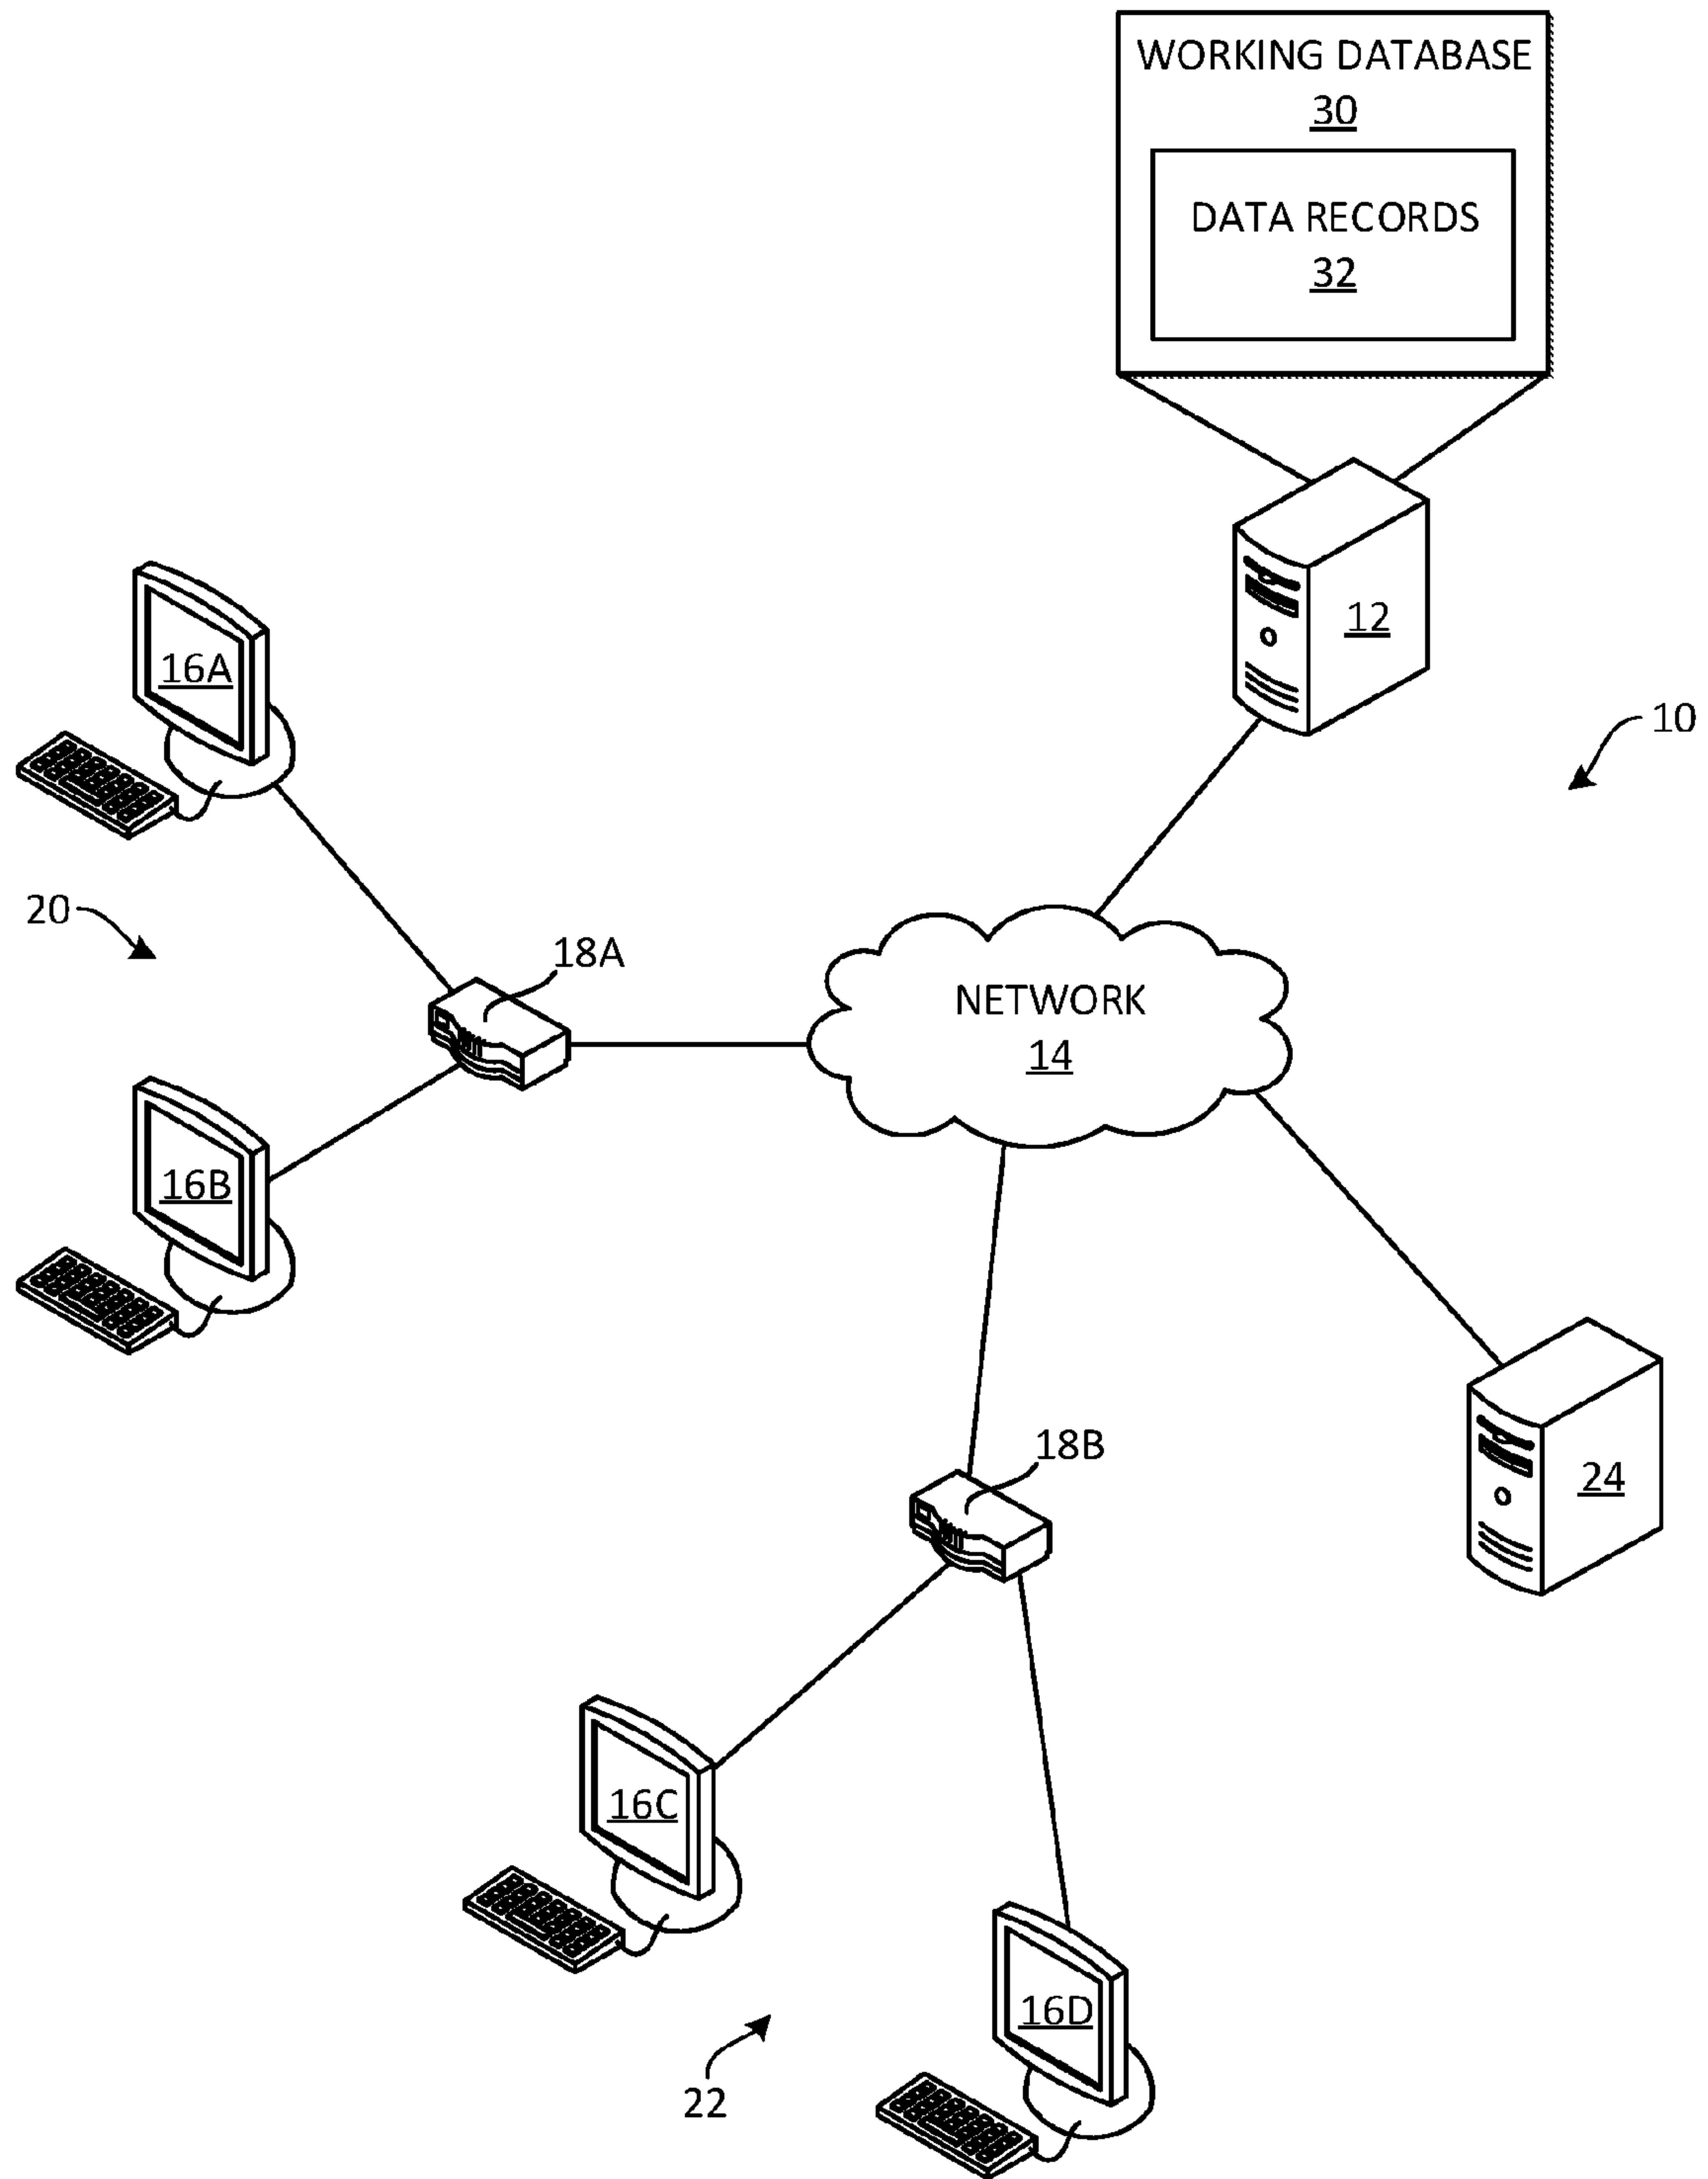 WORKING DATABASE
30
DATA RECORDS
32
12
16A
10
20
18A
NETWORK
14
16B
18B
24
16C
16D
22